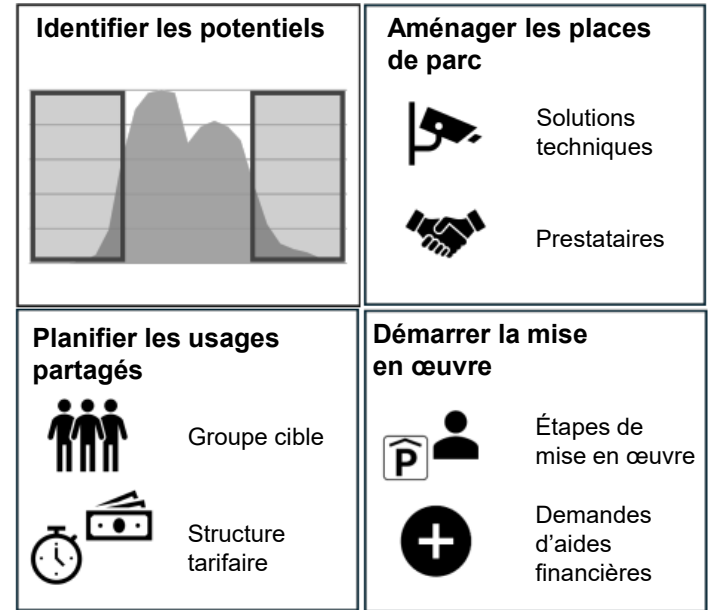 Identifier les potentiels
Aménager les places
de parc
Solutions
techniques
Prestataires
Planifier les usages
partagés
Groupe cible
Structure
tarifaire
Démarrer la mise
en œuvre
P
Étapes de
mise en œuvre
Demandes
d’aides
financières